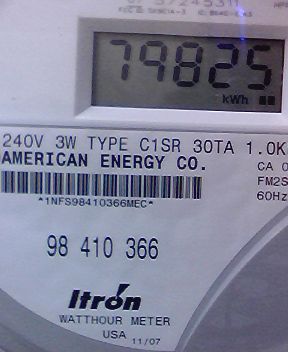 79825
kWh
240V 3W TYPE C1SR 30TA 1.0K
AMERICAN ENERGY CO.
CA 0
FM2S
60Hz
*1NFS98410366MEC*
98 410 366
Itron
WATTHOUR METER
USA 11/07